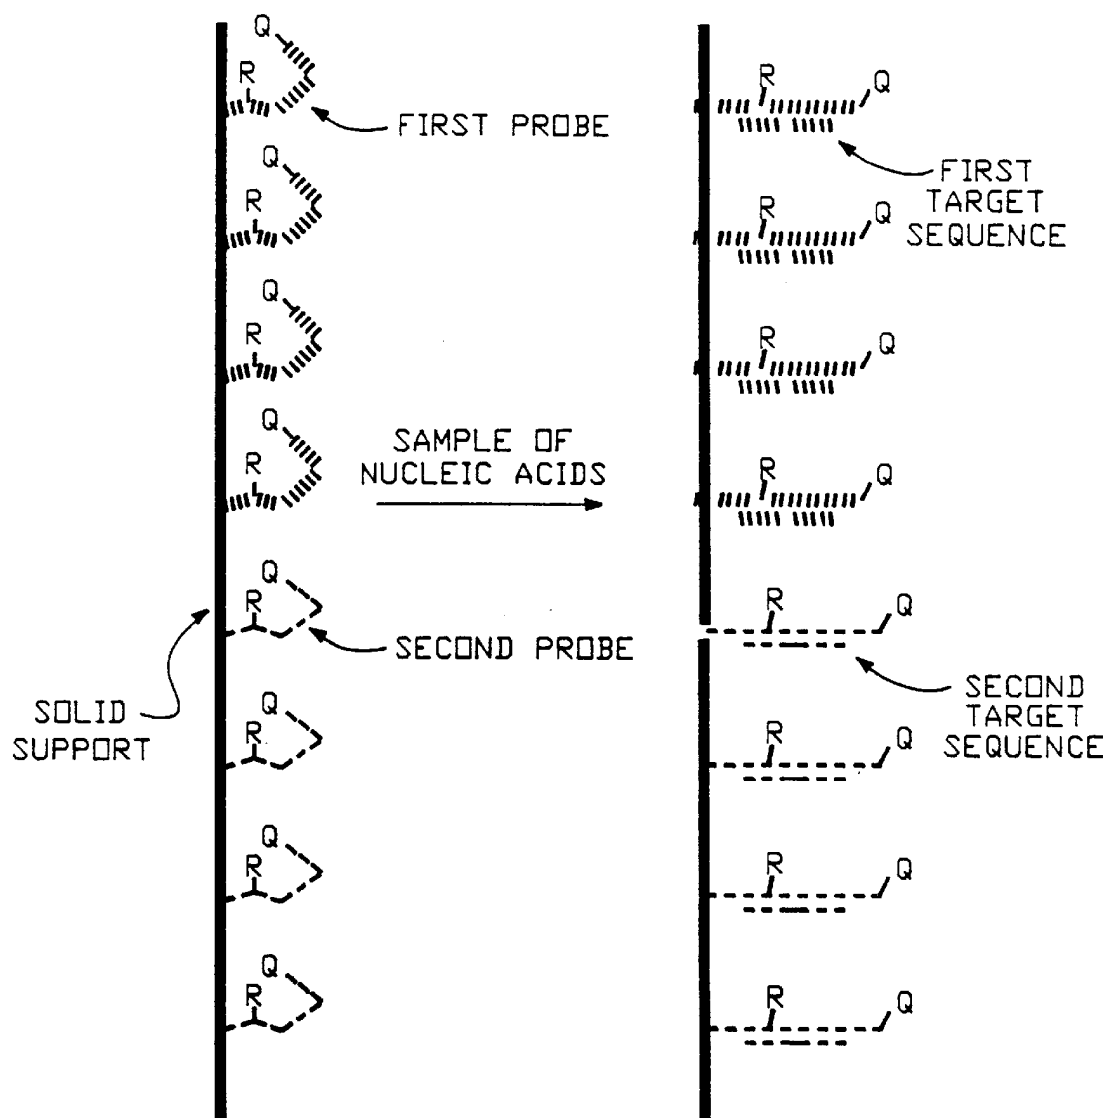 Q
R
FIRST PROBE
Q
R
Q
R
Q
R
SAMPLE OF
NUCLEIC ACIDS
Q
R
SECOND PROBE
SOLID
SUPPORT
Q
R
Q
R
Q
R
R
Q
FIRST
TARGET
SEQUENCE
R
Q
R
Q
R
Q
R
Q
SECOND
TARGET
SEQUENCE
R
Q
R
Q
R
Q